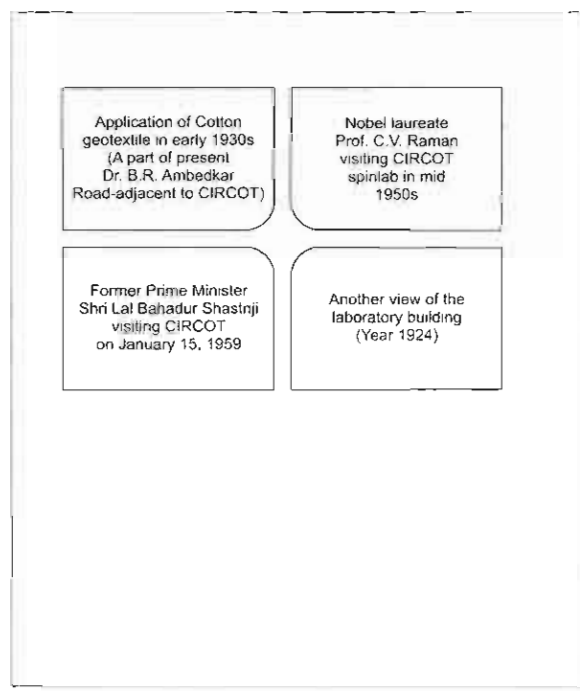 Application of Cotton
geotextile in early 1930s
(A part of present
Dr. B.R. Ambedkar
Road-adjacent to CIRCOT)
Nobel laureate
Prof. C.V. Raman
visiting CIRCOT
spinlab in mid
1950s
Former Prime Minister
Shri Lal Bahadur Shastriji
visiting CIRCOT
on January 15, 1959
Another view of the
laboratory building
(Year 1924)